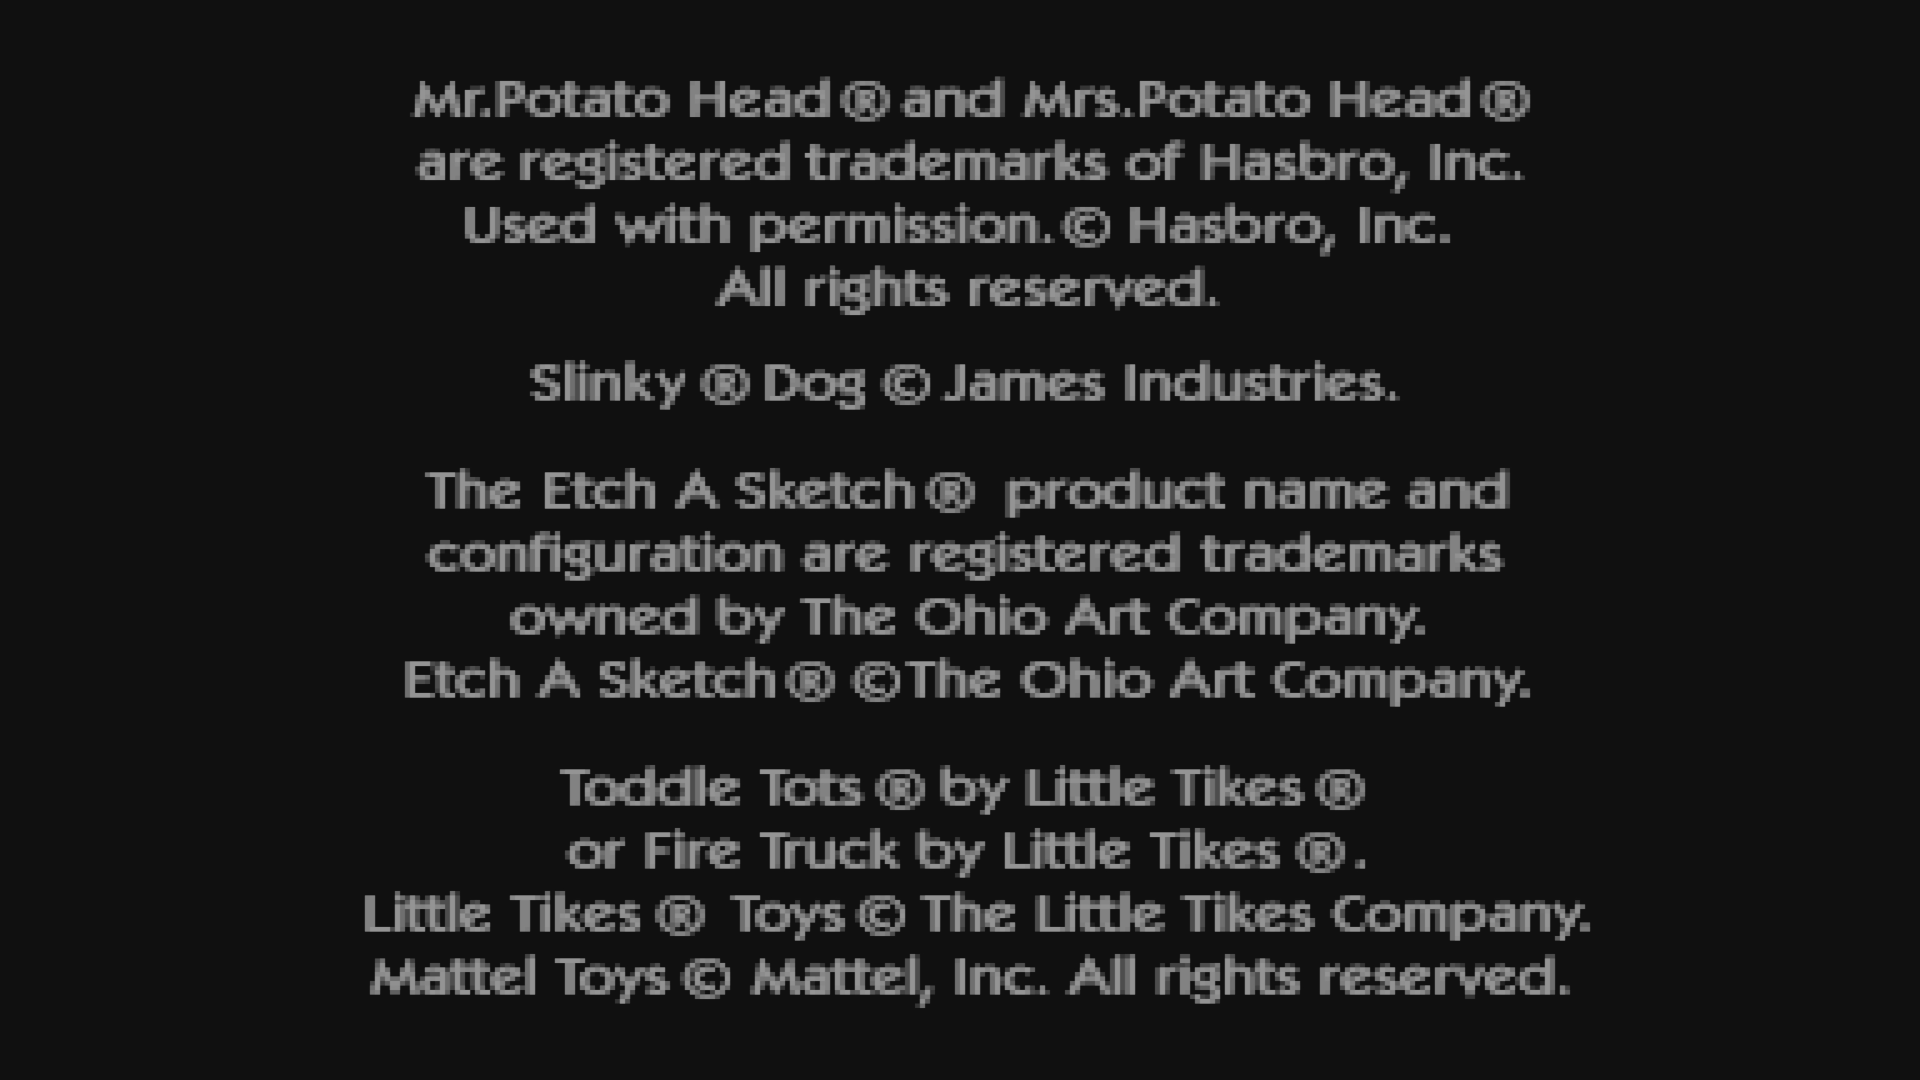 Mr.Potato Head® and Mrs.Potato Head®
are registered trademarks of Hasbro, Inc.
Used with permission.© Hasbro, Inc.
All rights reserved.
Slinky ® Dog © James Industries.
The Etch A Sketch® product name and
configuration are registered trademarks
owned by The Ohio Art Company.
Etch A Sketch® ©The Ohio Art Company.
Toddle Tots ® by Little Tikes ®
or Fire Truck by Little Tikes ®.
Little Tikes ® Toys © The Little Tikes Company.
Mattel Toys © Mattel, Inc. All rights reserved.